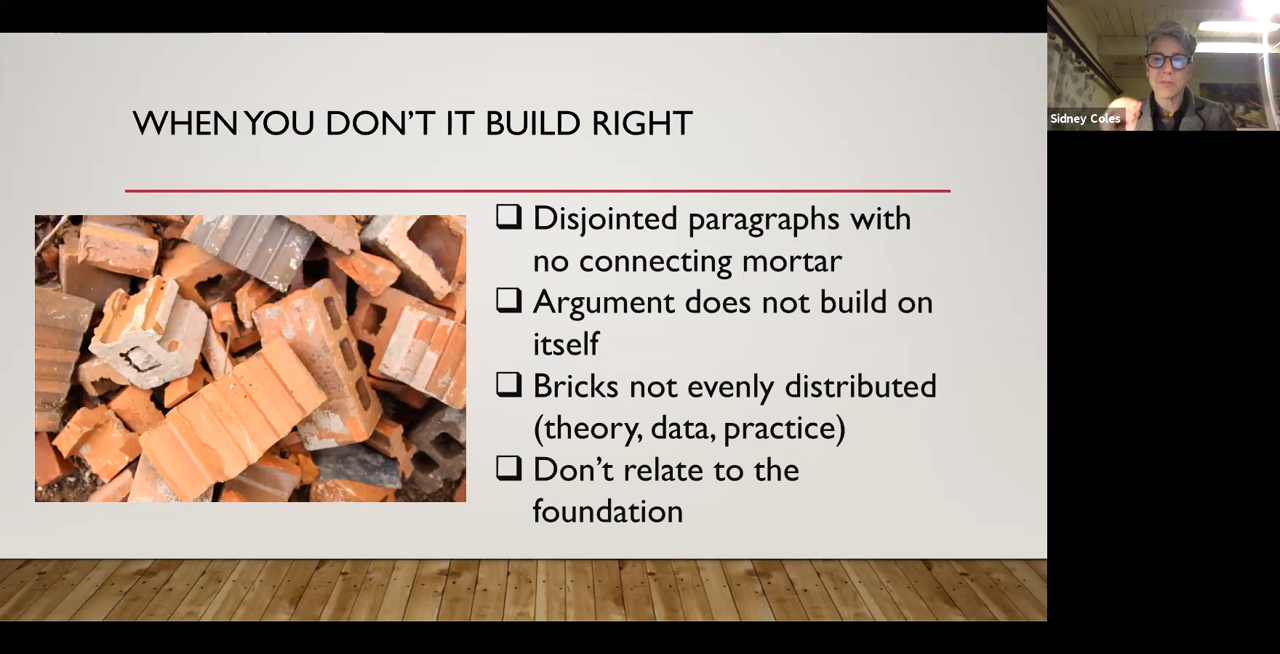 WHEN YOU DON'T IT BUILD RIGHT
❑ Disjointed paragraphs with
no connecting mortar
❑ Argument does not build on
itself
❑ Bricks not evenly distributed
(theory, data, practice)
❑ Don't relate to the
foundation
Sidney Coles